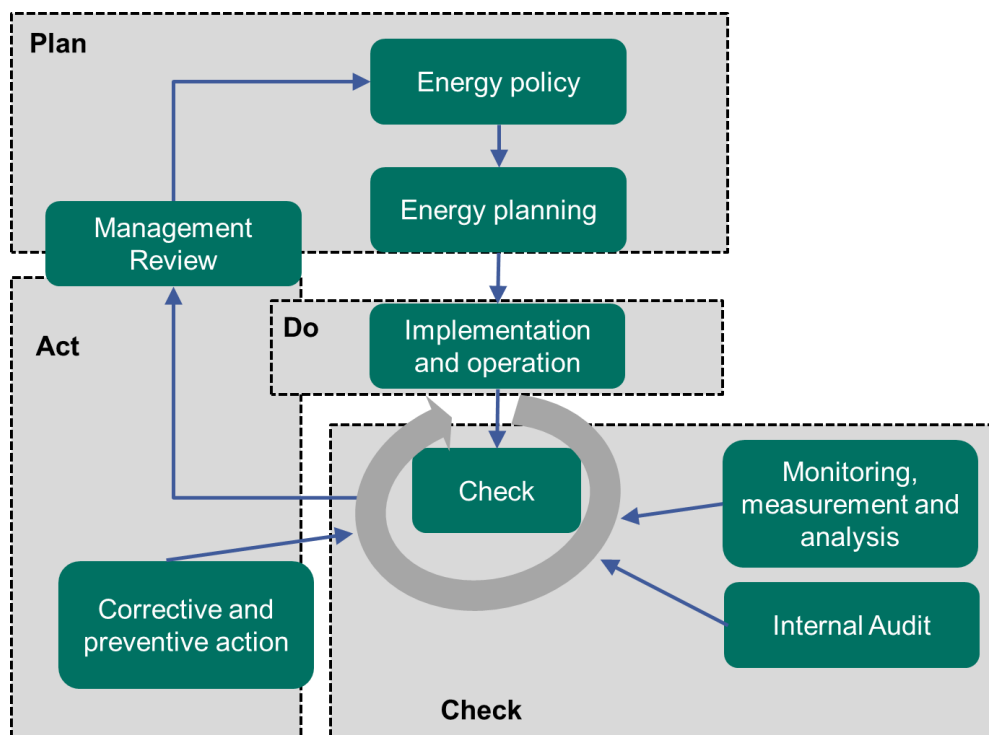 Plan
Energy policy
Energy planning
Management
Review
Do
Implementation
and operation
Act
Check
Monitoring,
measurement and
analysis
Corrective and
preventive action
Internal Audit
Check